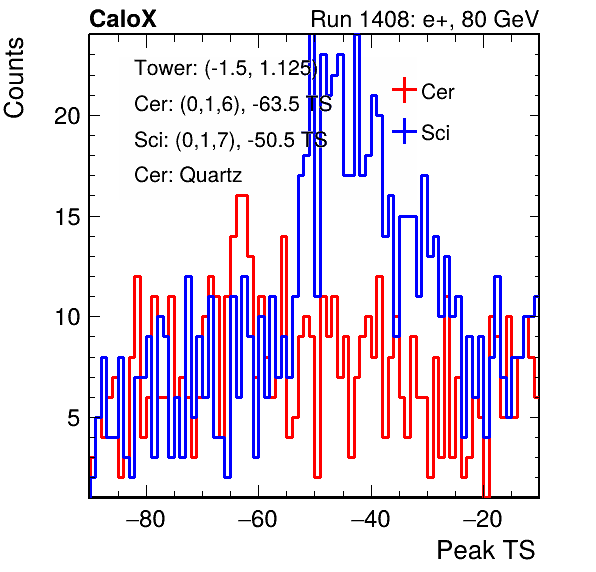 CaloX Run 1408: e+, 80 GeV
Counts
Tower: (-1.5, 1.125)
Cer: (0,1,6), -63.5 TS
Sci: (0,1,7), -50.5 TS
Cer: Quartz
Cer
Sci
20
15
10
5
−80 −60 −40 −20
Peak TS